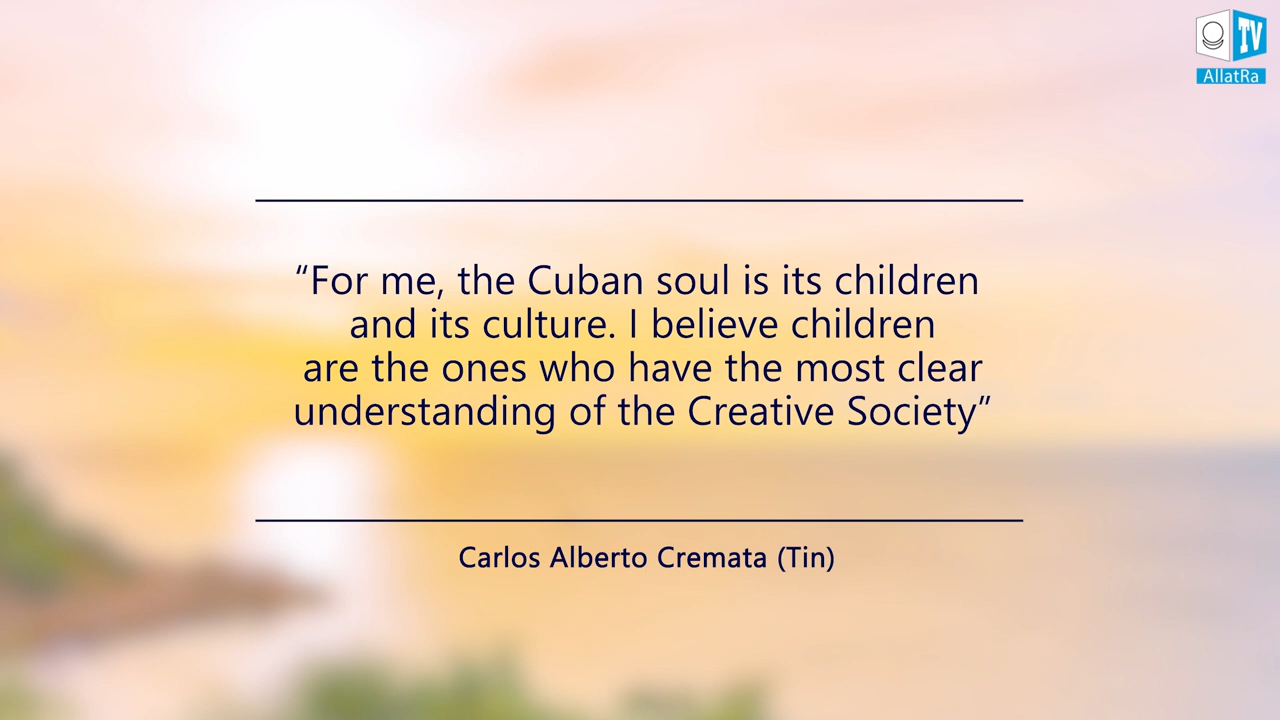 TV
AllatRa
“For me, the Cuban soul is its children
and its culture. I believe children
are the ones who have the most clear
understanding of the Creative Society”
Carlos Alberto Cremata (Tin)